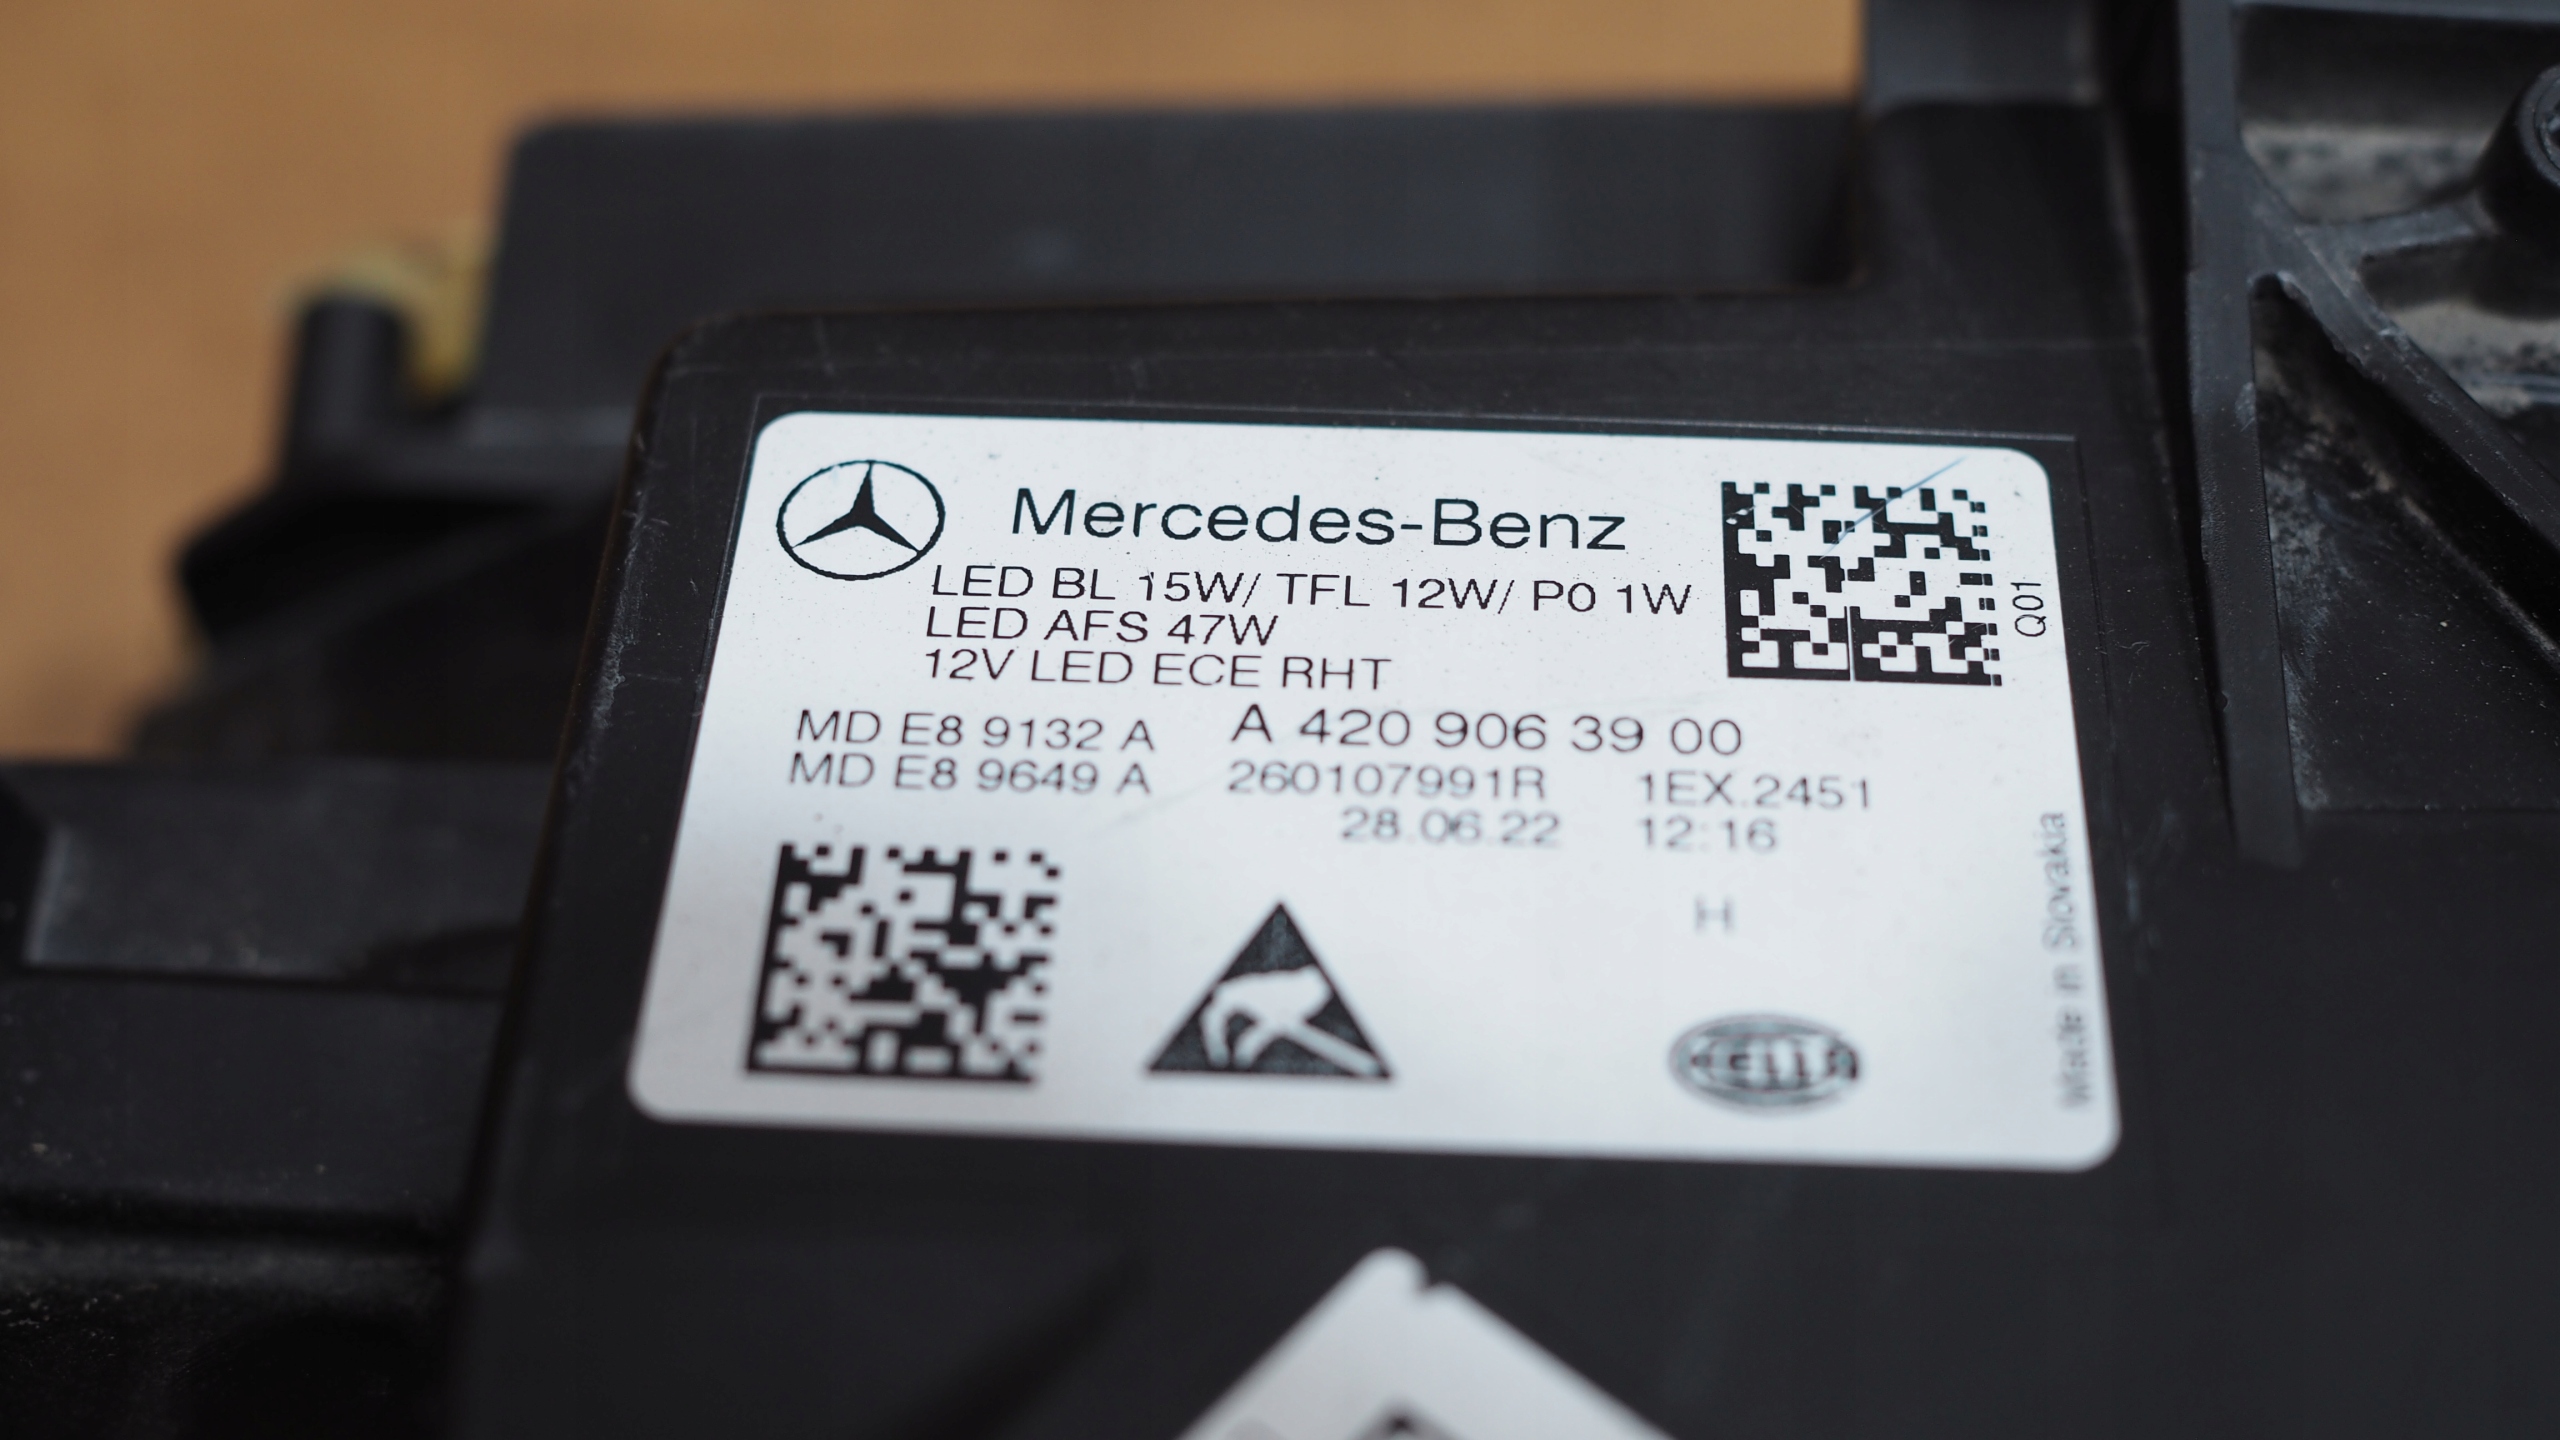 Mercedes-Benz
LED BL 15W/ TFL 12W/ P0 1W
LED AFS 47W
12V LED ECE RHT
Q01
MD E8 9132 A A 420 906 39 00
MD E8 9649 A 260107991R 1EX.2451
28.06.22 12:16
H
HELLA
Made in Slovakia